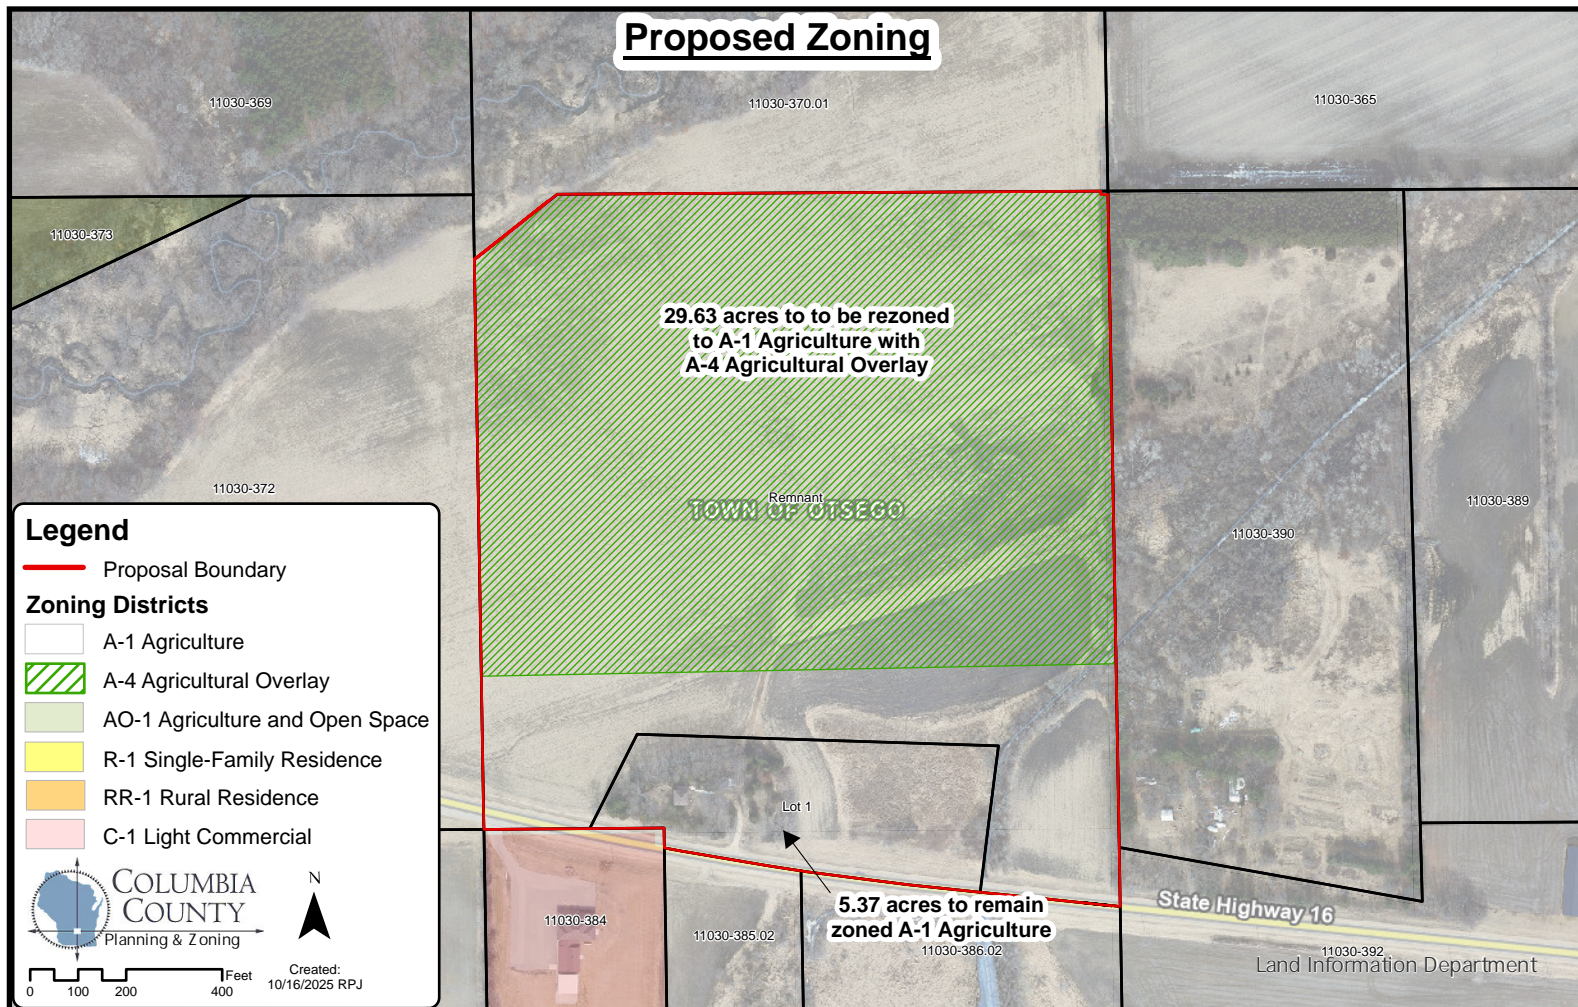 Proposed Zoning
11030-369
11030-370.01
11030-365
11030-373
29.63 acres to to be rezoned
to A-1 Agriculture with
A-4 Agricultural Overlay
11030-372
Remnant
TOWN OF OTSEGO
11030-390
11030-389
Lot 1
5.37 acres to remain
zoned A-1 Agriculture
11030-384
11030-385.02
11030-386.02
State Highway 16
11030-392
Land Information Department
Legend
Proposal Boundary
Zoning Districts
A-1 Agriculture
A-4 Agricultural Overlay
AO-1 Agriculture and Open Space
R-1 Single-Family Residence
RR-1 Rural Residence
C-1 Light Commercial
COLUMBIA
COUNTY
Planning & Zoning
N
Feet
0 100 200 400
Created:
10/16/2025 RPJ